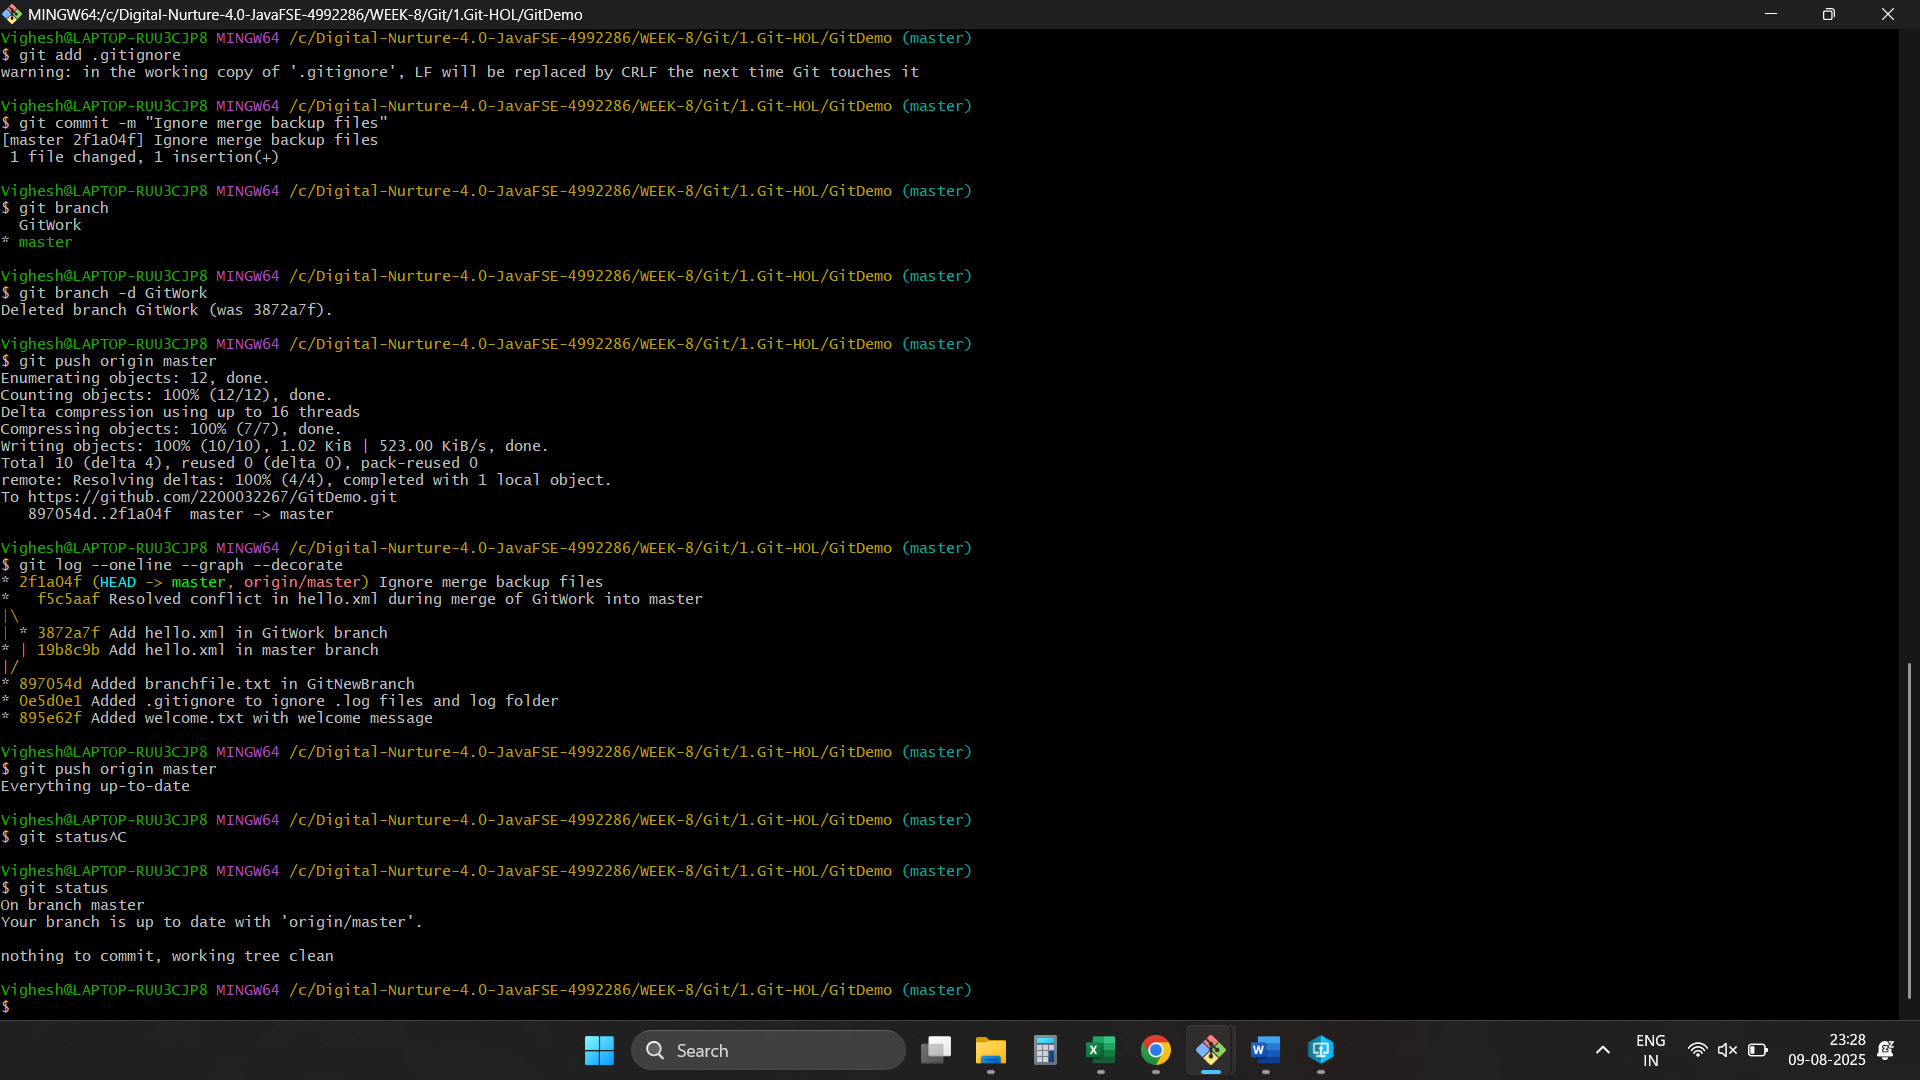 MINGW64:/c/Digital-Nurture-4.0-JavaFSE-4992286/WEEK-8/Git/1.Git-HOL/GitDemo
Vighesh@LAPTOP-RUU3CJP8 MINGW64 /c/Digital-Nurture-4.0-JavaFSE-4992286/WEEK-8/Git/1.Git-HOL/GitDemo (master)
$ git add .gitignore
warning: in the working copy of '.gitignore', LF will be replaced by CRLF the next time Git touches it
Vighesh@LAPTOP-RUU3CJP8 MINGW64 /c/Digital-Nurture-4.0-JavaFSE-4992286/WEEK-8/Git/1.Git-HOL/GitDemo (master)
$ git commit -m "Ignore merge backup files"
[master 2f1a04f] Ignore merge backup files
 1 file changed, 1 insertion(+)
Vighesh@LAPTOP-RUU3CJP8 MINGW64 /c/Digital-Nurture-4.0-JavaFSE-4992286/WEEK-8/Git/1.Git-HOL/GitDemo (master)
$ git branch
  GitWork
* master
Vighesh@LAPTOP-RUU3CJP8 MINGW64 /c/Digital-Nurture-4.0-JavaFSE-4992286/WEEK-8/Git/1.Git-HOL/GitDemo (master)
$ git branch -d GitWork
Deleted branch GitWork (was 3872a7f).
Vighesh@LAPTOP-RUU3CJP8 MINGW64 /c/Digital-Nurture-4.0-JavaFSE-4992286/WEEK-8/Git/1.Git-HOL/GitDemo (master)
$ git push origin master
Enumerating objects: 12, done.
Counting objects: 100% (12/12), done.
Delta compression using up to 16 threads
Compressing objects: 100% (7/7), done.
Writing objects: 100% (10/10), 1.02 KiB | 523.00 KiB/s, done.
Total 10 (delta 4), reused 0 (delta 0), pack-reused 0
remote: Resolving deltas: 100% (4/4), completed with 1 local object.
To https://github.com/2200032267/GitDemo.git
   897054d..2f1a04f  master -> master
Vighesh@LAPTOP-RUU3CJP8 MINGW64 /c/Digital-Nurture-4.0-JavaFSE-4992286/WEEK-8/Git/1.Git-HOL/GitDemo (master)
$ git log --oneline --graph --decorate
* 2f1a04f (HEAD -> master, origin/master) Ignore merge backup files
*   f5c5aaf Resolved conflict in hello.xml during merge of GitWork into master
|\
| * 3872a7f Add hello.xml in GitWork branch
* | 19b8c9b Add hello.xml in master branch
|/
* 897054d Added branchfile.txt in GitNewBranch
* 0e5d0e1 Added .gitignore to ignore .log files and log folder
* 895e62f Added welcome.txt with welcome message
Vighesh@LAPTOP-RUU3CJP8 MINGW64 /c/Digital-Nurture-4.0-JavaFSE-4992286/WEEK-8/Git/1.Git-HOL/GitDemo (master)
$ git push origin master
Everything up-to-date
Vighesh@LAPTOP-RUU3CJP8 MINGW64 /c/Digital-Nurture-4.0-JavaFSE-4992286/WEEK-8/Git/1.Git-HOL/GitDemo (master)
$ git status^C
Vighesh@LAPTOP-RUU3CJP8 MINGW64 /c/Digital-Nurture-4.0-JavaFSE-4992286/WEEK-8/Git/1.Git-HOL/GitDemo (master)
$ git status
On branch master
Your branch is up to date with 'origin/master'.
nothing to commit, working tree clean
Vighesh@LAPTOP-RUU3CJP8 MINGW64 /c/Digital-Nurture-4.0-JavaFSE-4992286/WEEK-8/Git/1.Git-HOL/GitDemo (master)
$
Search
ENG
IN
23:28
09-08-2025